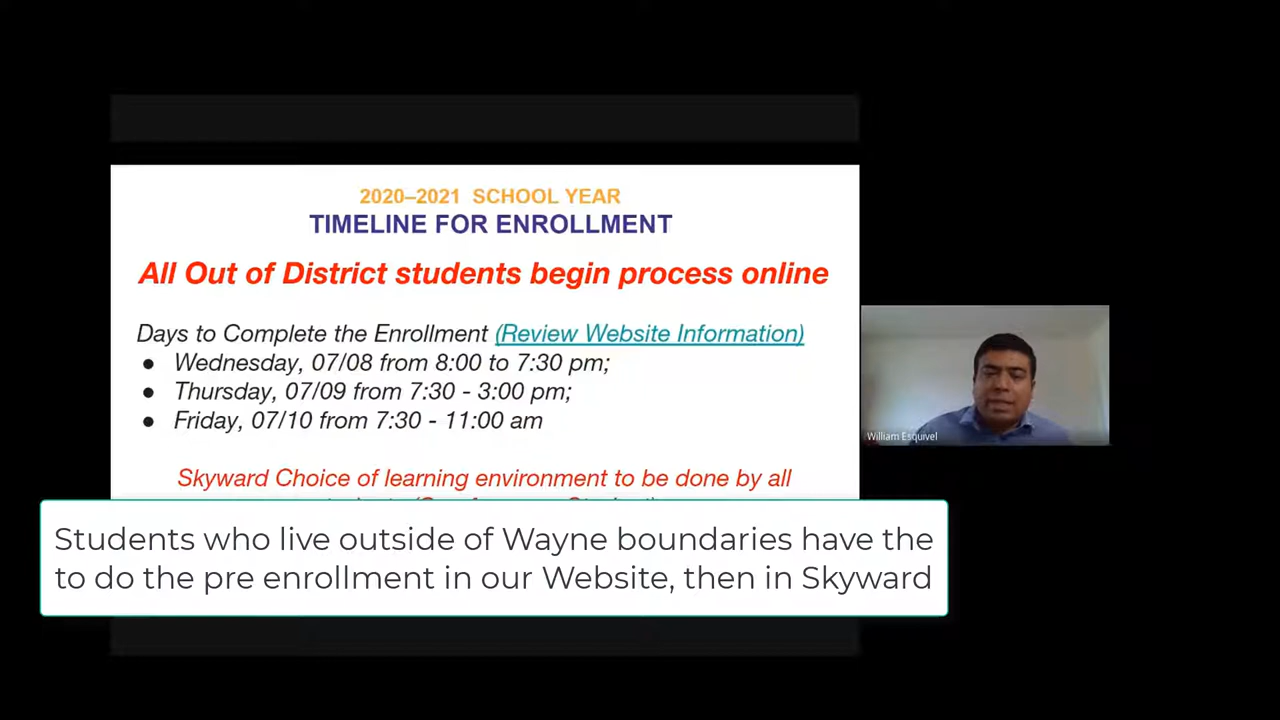 2020–2021 SCHOOL YEAR
TIMELINE FOR ENROLLMENT
All Out of District students begin process online
Days to Complete the Enrollment (Review Website Information)
● Wednesday, 07/08 from 8:00 to 7:30 pm;
● Thursday, 07/09 from 7:30 - 3:00 pm;
● Friday, 07/10 from 7:30 - 11:00 am
Skyward Choice of learning environment to be done by all
Students who live outside of Wayne boundaries have the
to do the pre enrollment in our Website, then in Skyward
William Esquivel